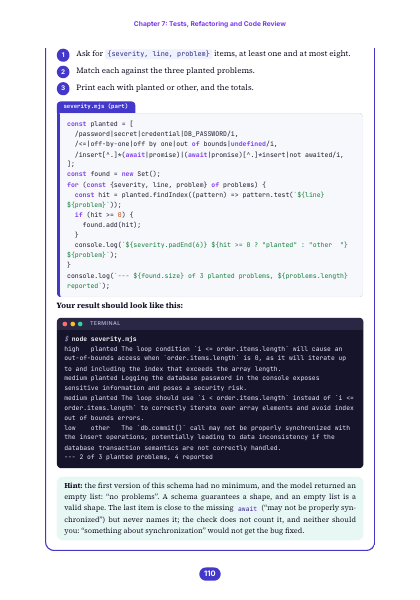 Chapter 7: Tests, Refactoring and Code Review
1 Ask for {severity, line, problem} items, at least one and at most eight.
2 Match each against the three planted problems.
3 Print each with planted or other, and the totals.
severity.mjs (part)
const planted = [
/password|secret|credential|DB_PASSWORD/i,
/<=|off-by-one|off by one|out of bounds|undefined/i,
/insert[^.]*(await|promise)|(await|promise)[^.]*insert|not awaited/i,
];
const found = new Set();
for (const {severity, line, problem} of problems) {
const hit = planted.findIndex((pattern) => pattern.test(`${line}
${problem}`));
if (hit >= 0) {
found.add(hit);
}
console.log(`${severity.padEnd(6)} ${hit >= 0 ? "planted" : "other  "}
${problem}`);
}
console.log(`--- ${found.size} of 3 planted problems, ${problems.length}
reported`);
Your result should look like this:
TERMINAL
$ node severity.mjs
high   planted The loop condition `i <= order.items.length` will cause an
out-of-bounds access when `order.items.length` is 0, as it will iterate up
to and including the index that exceeds the array length.
medium planted Logging the database password in the console exposes
sensitive information and poses a security risk.
medium planted The loop should use `i < order.items.length` instead of `i <=
order.items.length` to correctly iterate over array elements and avoid index
out of bounds errors.
low    other   The `db.commit()` call may not be properly synchronized with
the insert operations, potentially leading to data inconsistency if the
database transaction semantics are not correctly handled.
--- 2 of 3 planted problems, 4 reported
Hint: the first version of this schema had no minimum, and the model returned an
empty list: “no problems”. A schema guarantees a shape, and an empty list is a
valid shape. The last item is close to the missing await (“may not be properly syn-
chronized”) but never names it; the check does not count it, and neither should
you: “something about synchronization” would not get the bug fixed.
110